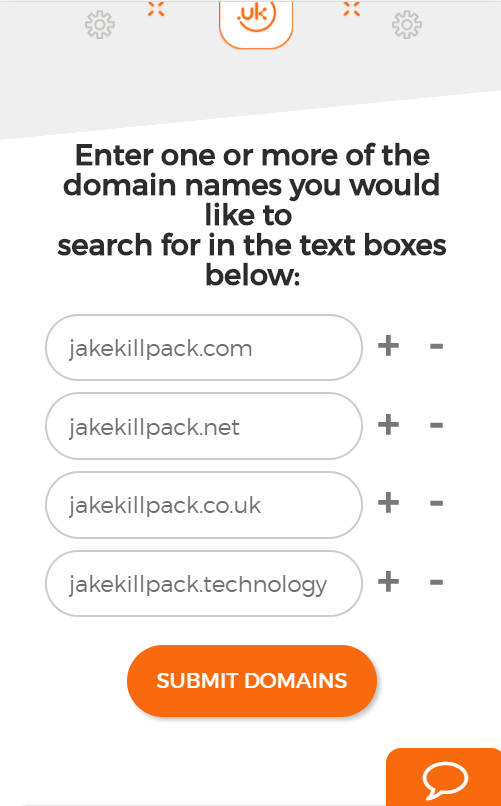 .uk
Enter one or more of the
domain names you would
like to
search for in the text boxes
below:
jakekillpack.com + -
jakekillpack.net + -
jakekillpack.co.uk + -
jakekillpack.technology + -
SUBMIT DOMAINS